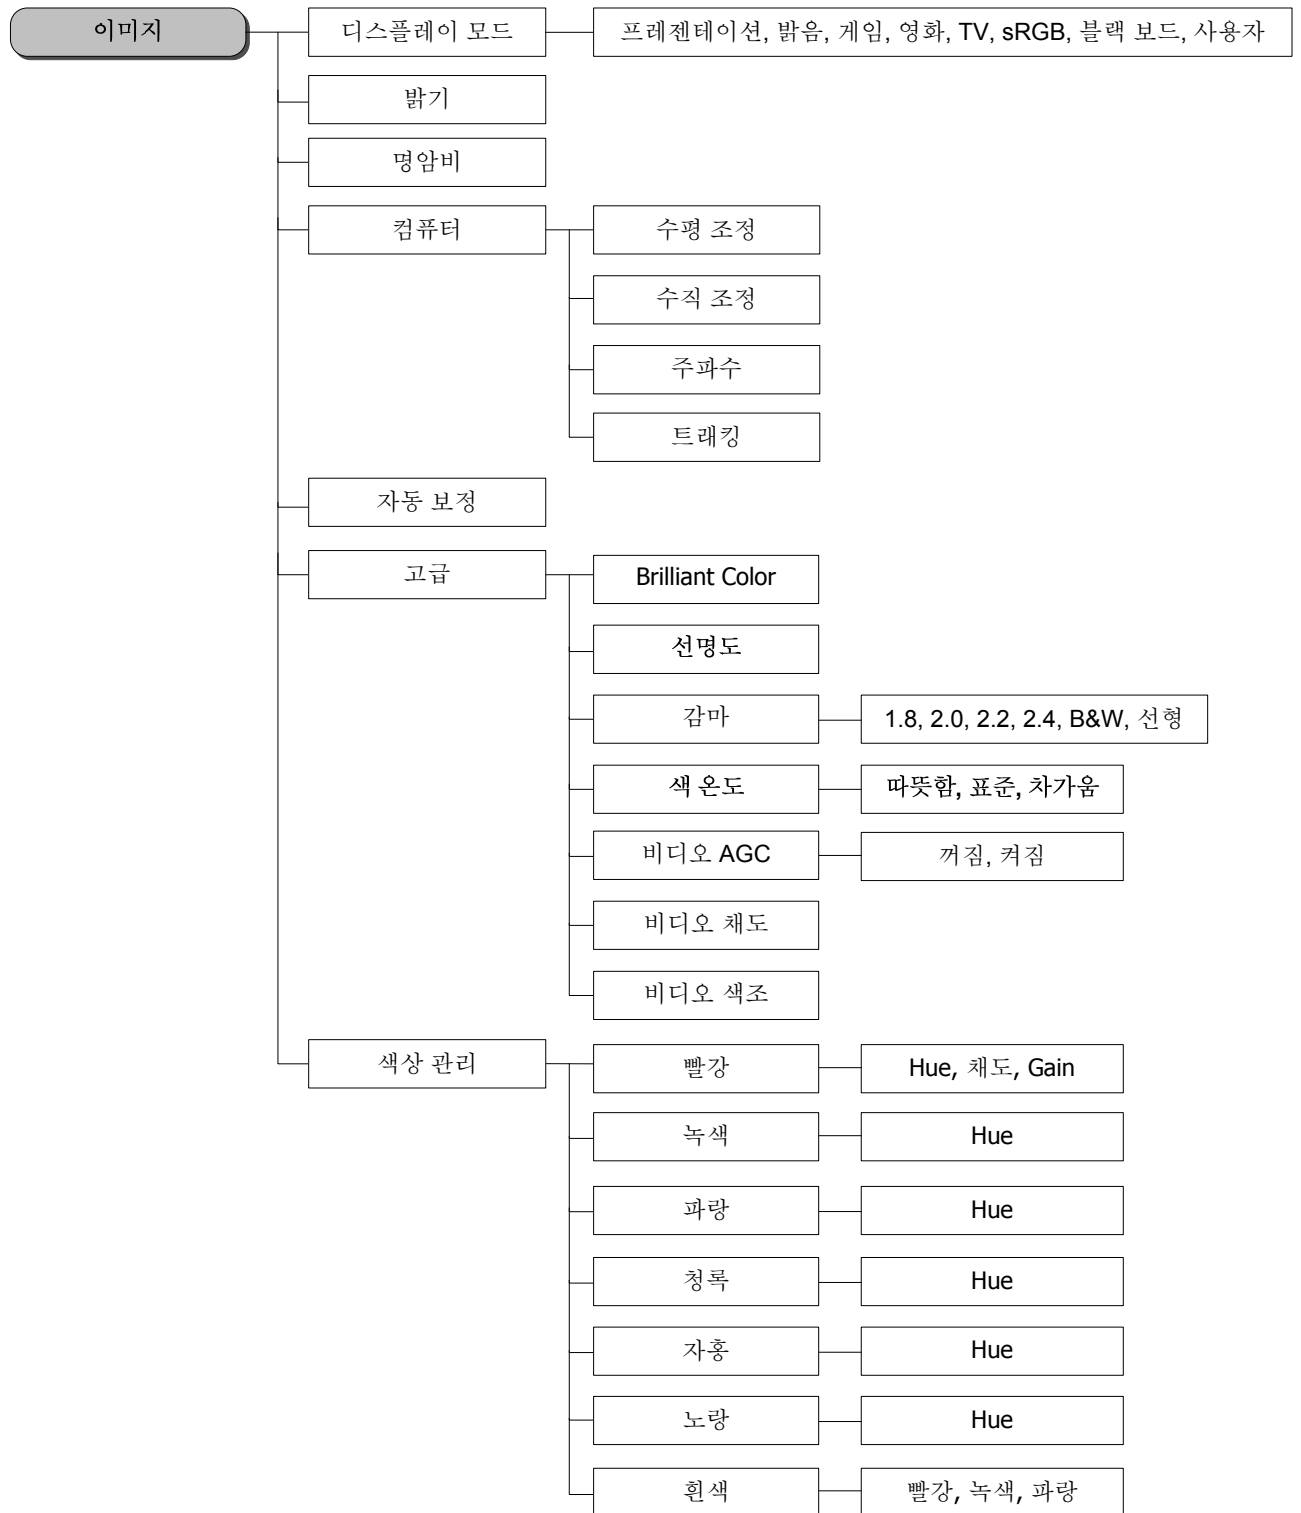 이미지
디스플레이 모드
프레젠테이션, 밝음, 게임, 영화, TV, sRGB, 블랙 보드, 사용자
밝기
명암비
컴퓨터
수평 조정
수직 조정
주파수
트래킹
자동 보정
고급
Brilliant Color
선명도
감마
1.8, 2.0, 2.2, 2.4, B&W, 선형
색 온도
따뜻함, 표준, 차가움
비디오 AGC
꺼짐, 켜짐
비디오 채도
비디오 색조
색상 관리
빨강
Hue, 채도, Gain
녹색
Hue
파랑
Hue
청록
Hue
자홍
Hue
노랑
Hue
흰색
빨강, 녹색, 파랑